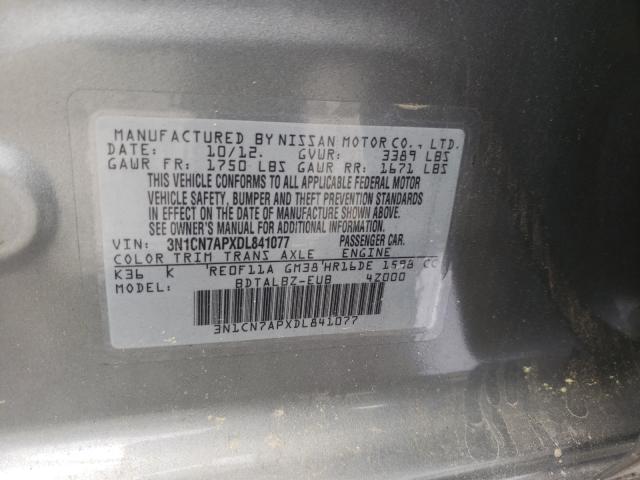 MANUFACTURED BY NISSAN MOTOR CO., LTD.
DATE: 10/12. GVWR: 3389 LBS
GAWR FR: 1750 LBS GAWR RR: 1671 LBS
THIS VEHICLE CONFORMS TO ALL APPLICABLE FEDERAL MOTOR
VEHICLE SAFETY, BUMPER AND THEFT PREVENTION STANDARDS
IN EFFECT ON THE DATE OF MANUFACTURE SHOWN ABOVE.
SEE OWNER'S MANUAL FOR ADDITIONAL INFORMATION
VIN: 3N1CN7APXDL841077 PASSENGER CAR.
COLOR TRIM TRANS AXLE ENGINE
K36 K RE0F11A GM38 HR16DE 1598 CC
MODEL: BDTALBZ-EUB 4Z000
3N1CN7APXDL841077